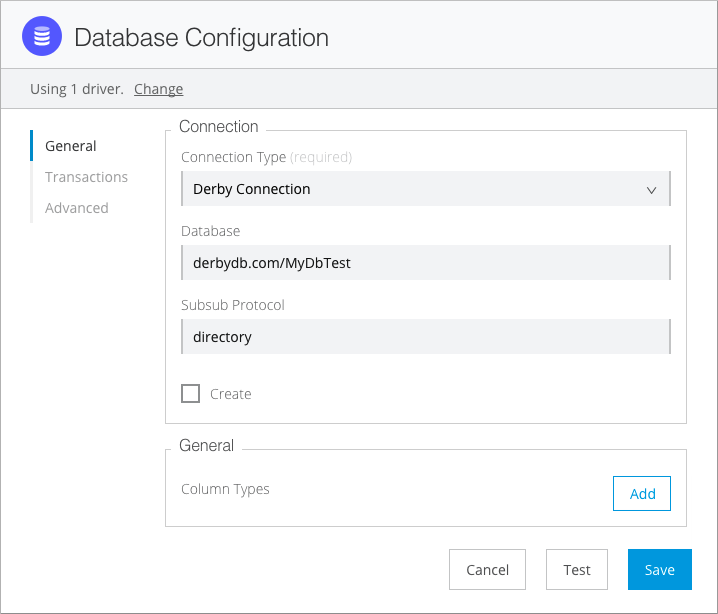 Database Configuration
Using 1 driver. Change
General
Transactions
Advanced
Connection
Connection Type (required)
Derby Connection
Database
derbydb.com/MyDbTest
Subsub Protocol
directory
Create
General
Column Types
Add
Cancel
Test
Save